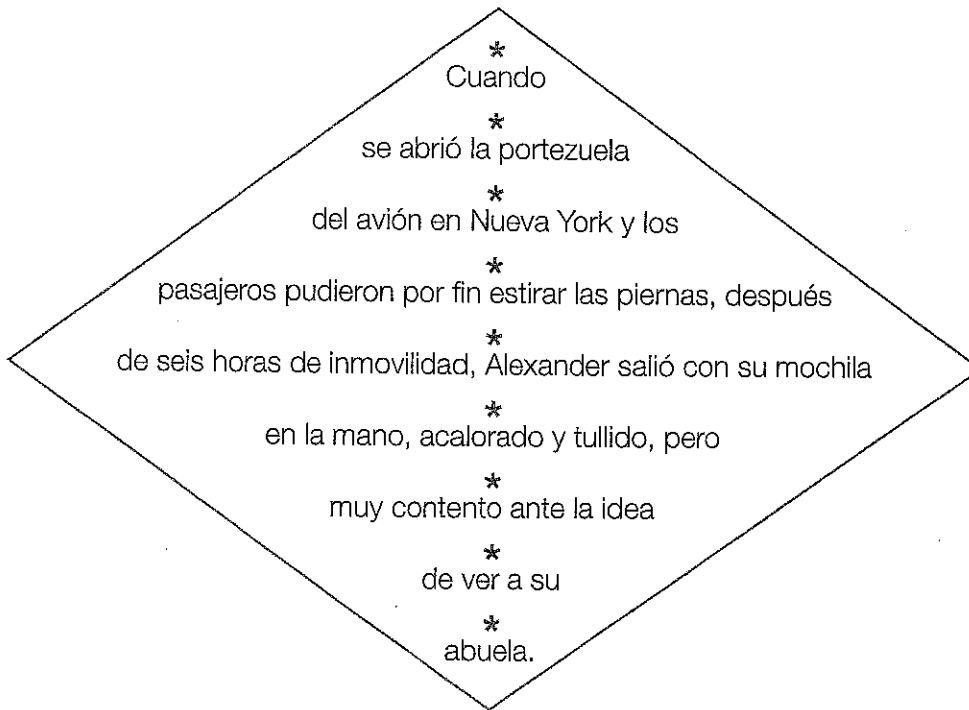 *
Cuando
*
se abrió la portezuela
*
del avión en Nueva York y los
*
pasajeros pudieron por fin estirar las piernas, después
*
de seis horas de inmovilidad, Alexander salió con su mochila
*
en la mano, acalorado y tullido, pero
*
muy contento ante la idea
*
de ver a su
*
abuela.